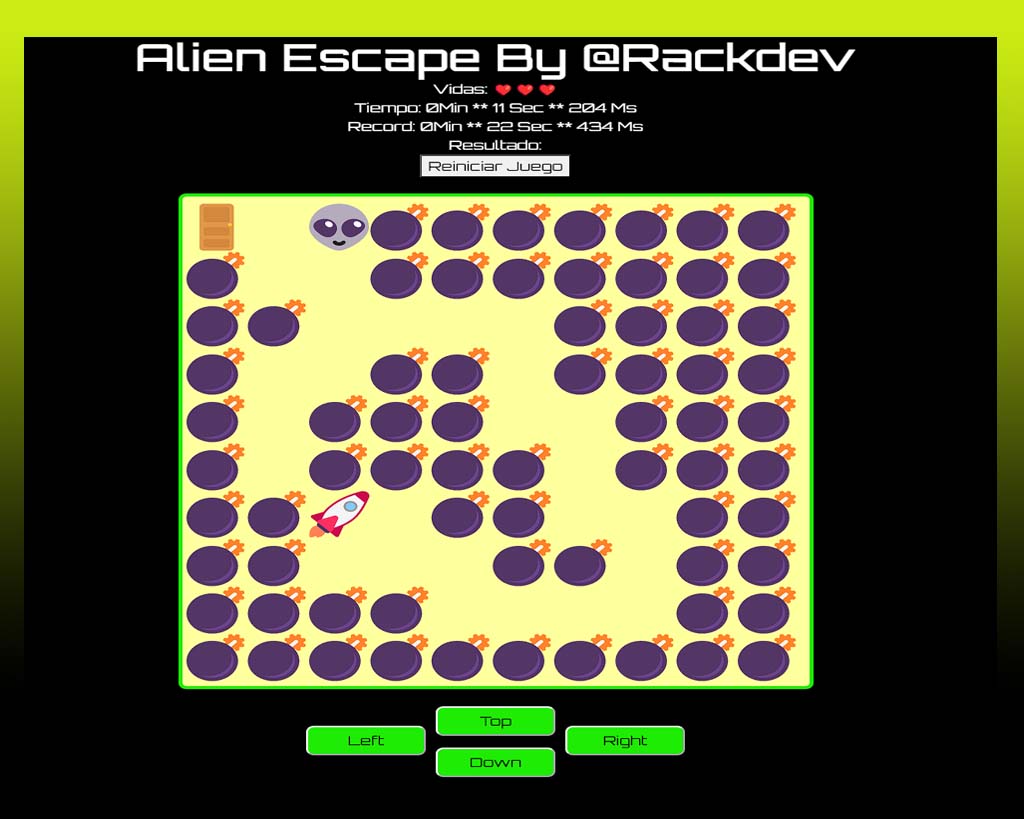 Alien Escape By @Rackdev
Vidas:
Tiempo: 0Min ** 11 Sec ** 204 Ms
Record: 0Min ** 22 Sec ** 434 Ms
Resultado:
Reiniciar Juego
Top
Left
Right
Down